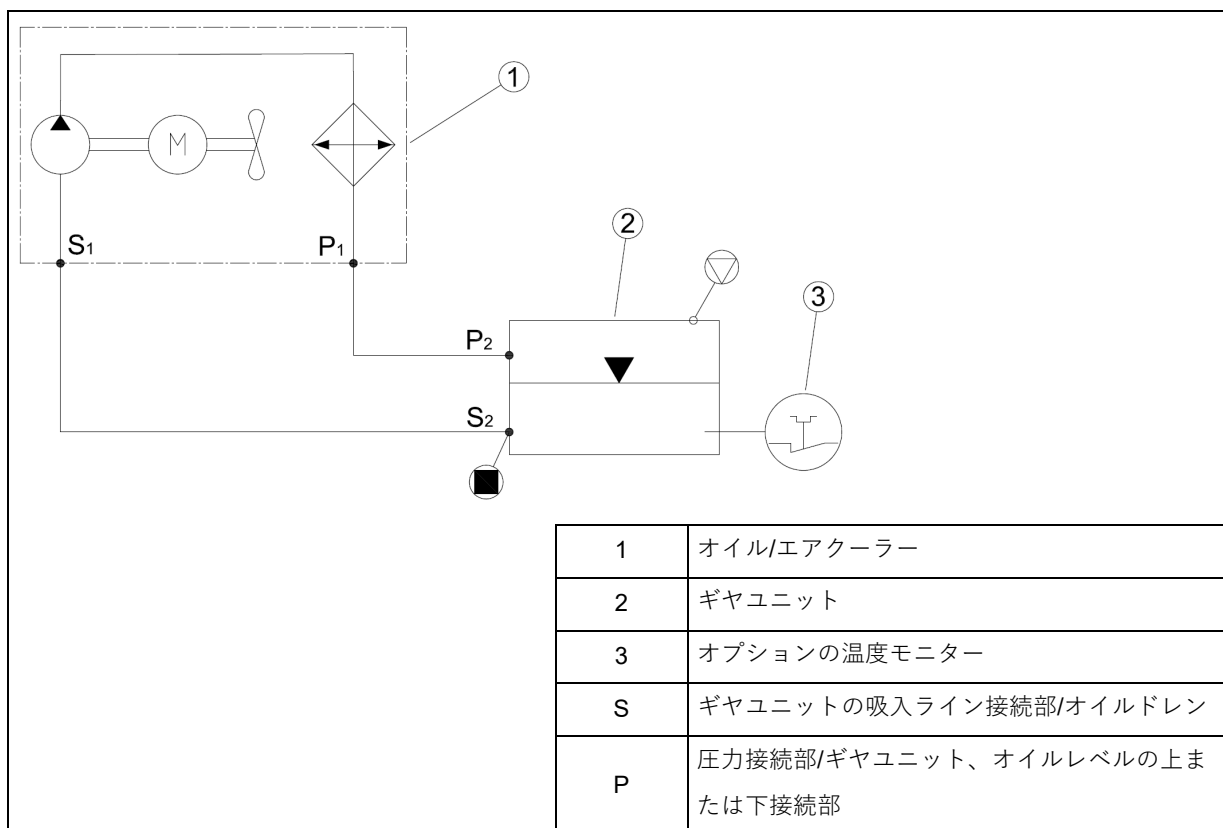 1
M
S1
P1
2
3
P2
S2
1 オイル/エアクーラー
2 ギヤユニット
3 オプションの温度モニター
S ギヤユニットの吸入ライン接続部/オイルドレン
P 圧力接続部/ギヤユニット、オイルレベルの上ま
たは下接続部